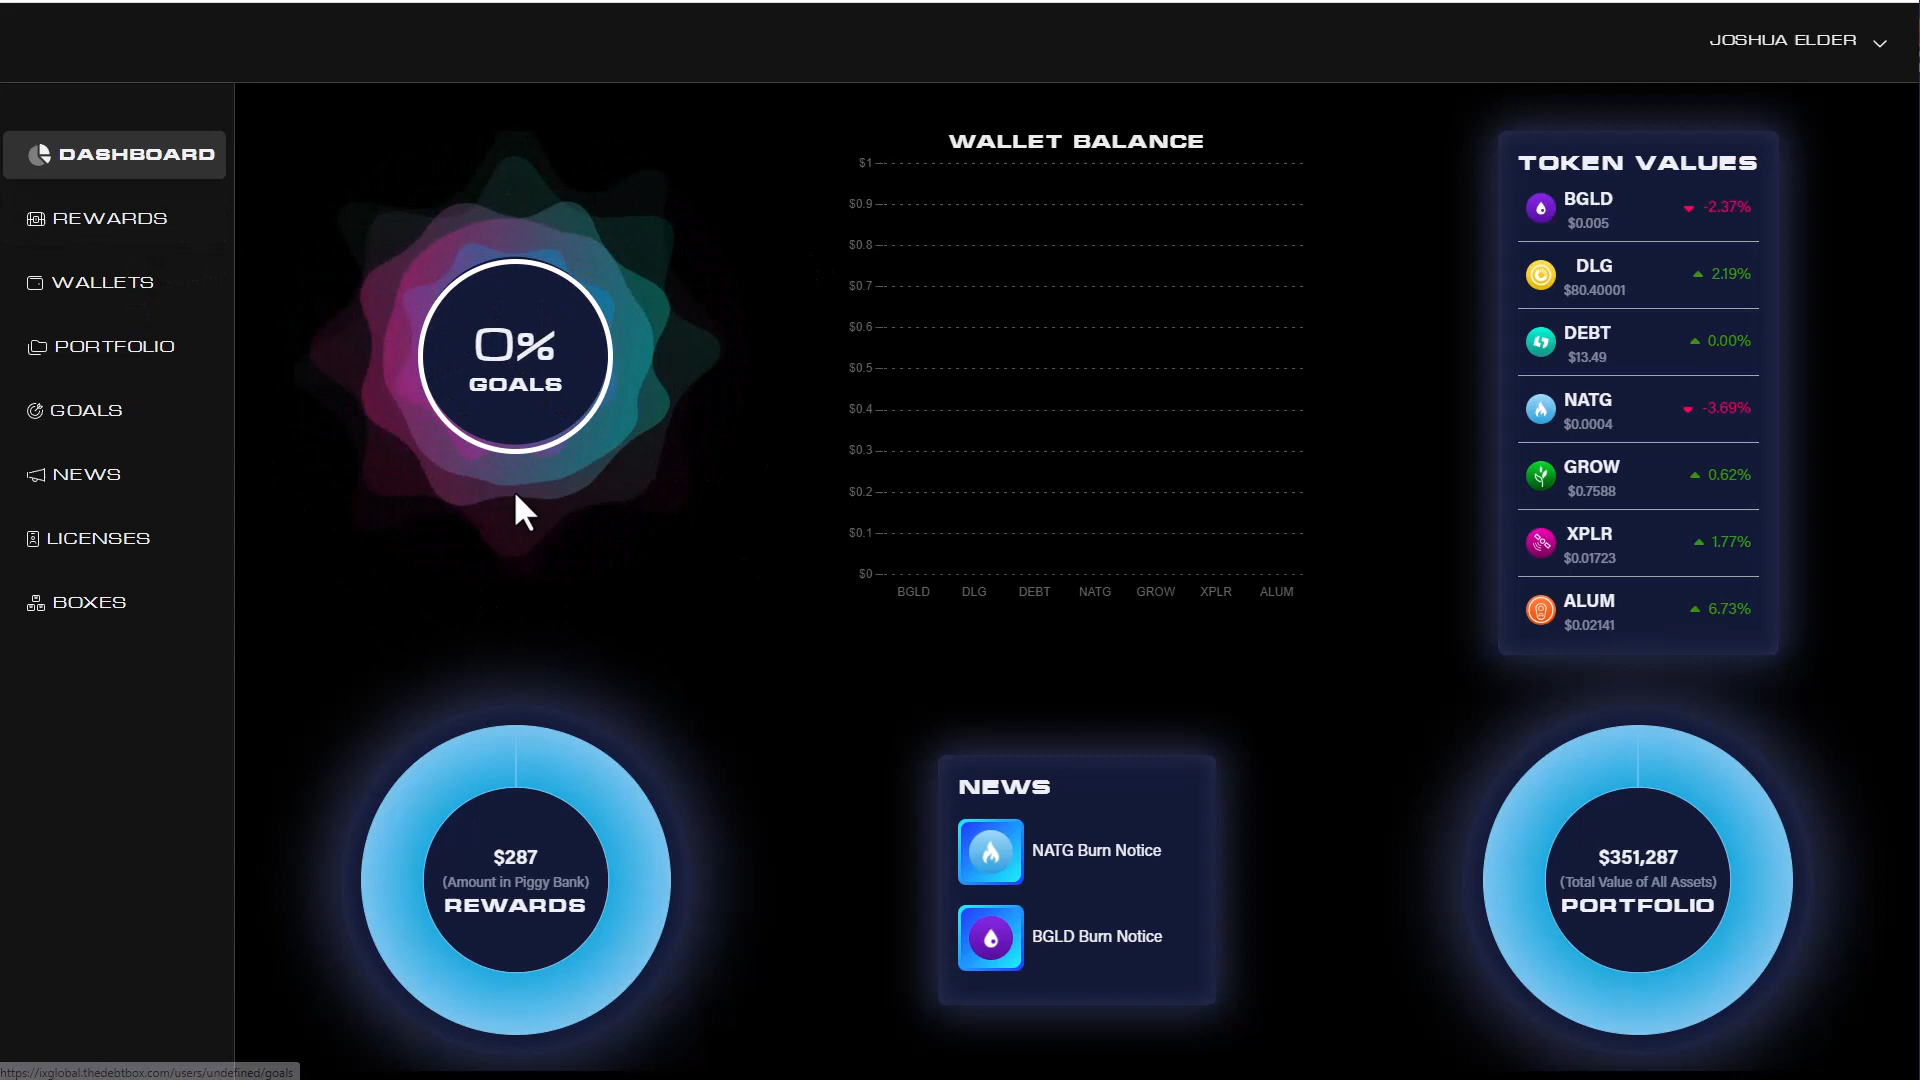 JOSHUA ELDER
DASHBOARD
REWARDS
WALLETS
PORTFOLIO
GOALS
NEWS
LICENSES
BOXES
0%
GOALS
WALLET BALANCE
$1
$0.9
$0.8
$0.7
$0.6
$0.5
$0.4
$0.3
$0.2
$0.1
$0
BGLD DLG DEBT NATG GROW XPLR ALUM
TOKEN VALUES
BGLD
$0.005
-2.37%
DLG
$80.40001
2.19%
DEBT
$13.49
0.00%
NATG
$0.0004
-3.69%
GROW
$0.7588
0.62%
XPLR
$0.01723
1.77%
ALUM
$0.02141
6.73%
$287
(Amount in Piggy Bank)
REWARDS
NEWS
NATG Burn Notice
BGLD Burn Notice
$351,287
(Total Value of All Assets)
PORTFOLIO
https://ixglobal.thedebtbox.com/users/undefined/goals